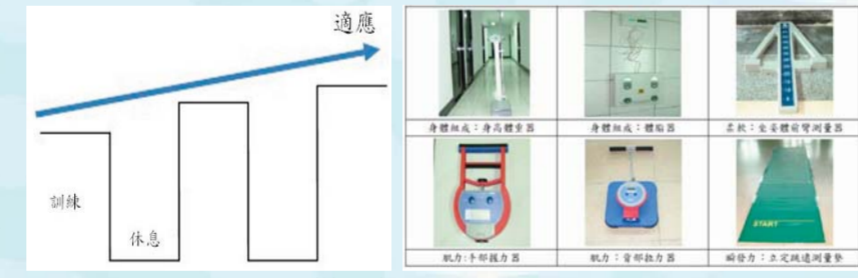 適應
訓練
休息
身體組成：身高體重器
身體組成：體脂器
柔軟：坐姿體前彎測量器
肌力:手部握力器
肌力：背部拉力器
START
瞬發力：立定跳遠測量墊